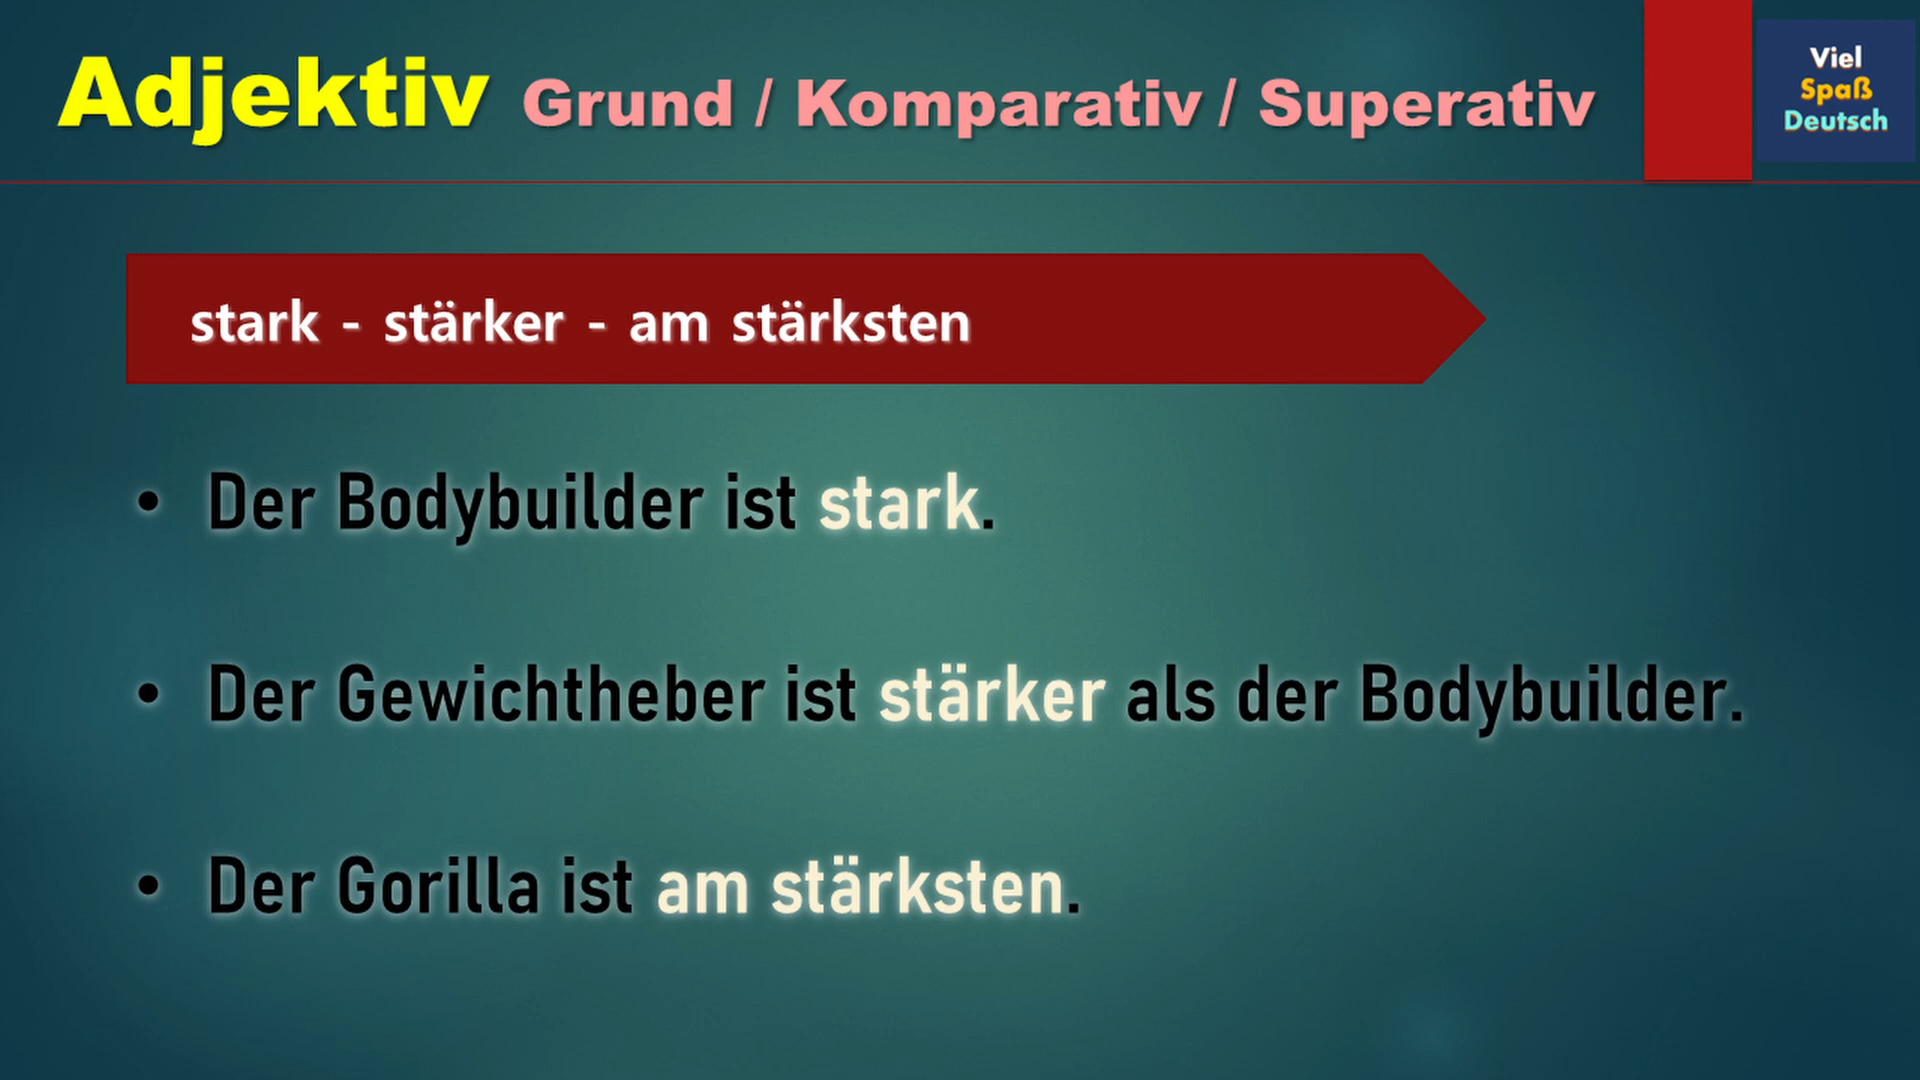 Adjektiv Grund / Komparativ / Superativ
Viel
Spaß
Deutsch
stark - stärker - am stärksten
• Der Bodybuilder ist stark.
• Der Gewichtheber ist stärker als der Bodybuilder.
• Der Gorilla ist am stärksten.